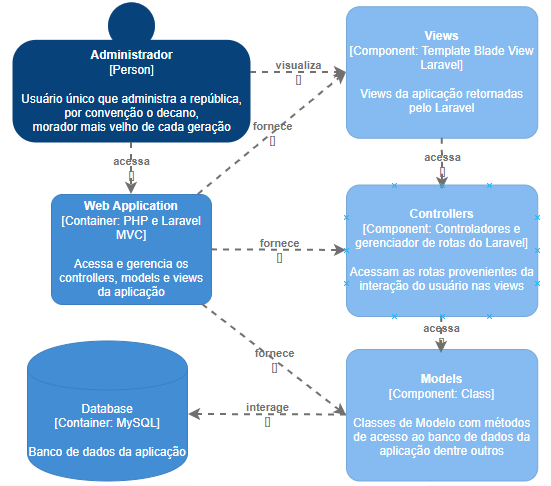 Administrador
[Person]
Usuário único que administra a república,
por convenção o decano,
morador mais velho de cada geração
visualiza
[]
Views
[Component: Template Blade View
Laravel]
Views da aplicação retornadas
pelo Laravel
fornece
[]
acessa
[]
acessa
[]
Web Application
[Container: PHP e Laravel
MVC]
Acessa e gerencia os
controllers, models e views
da aplicação
fornece
[]
Controllers
[Component: Controladores e
gerenciador de rotas do Laravel]
Acessam as rotas provenientes da
interação do usuário nas views
acessa
[]
fornece
[]
Database
[Container: MySQL]
Banco de dados da aplicação
interage
[]
Models
[Component: Class]
Classes de Modelo com métodos
de acesso ao banco de dados da
aplicação dentre outros